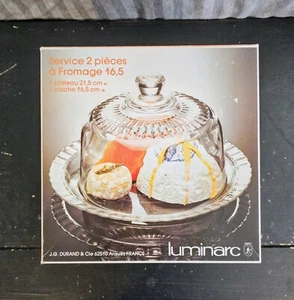 Service 2 pièces
à Fromage 16,5
1 plateau 21,5 cm
1 cloche 16,5 cm
J.G. DURAND & Cie 62510 Arques FRANCE
luminarc